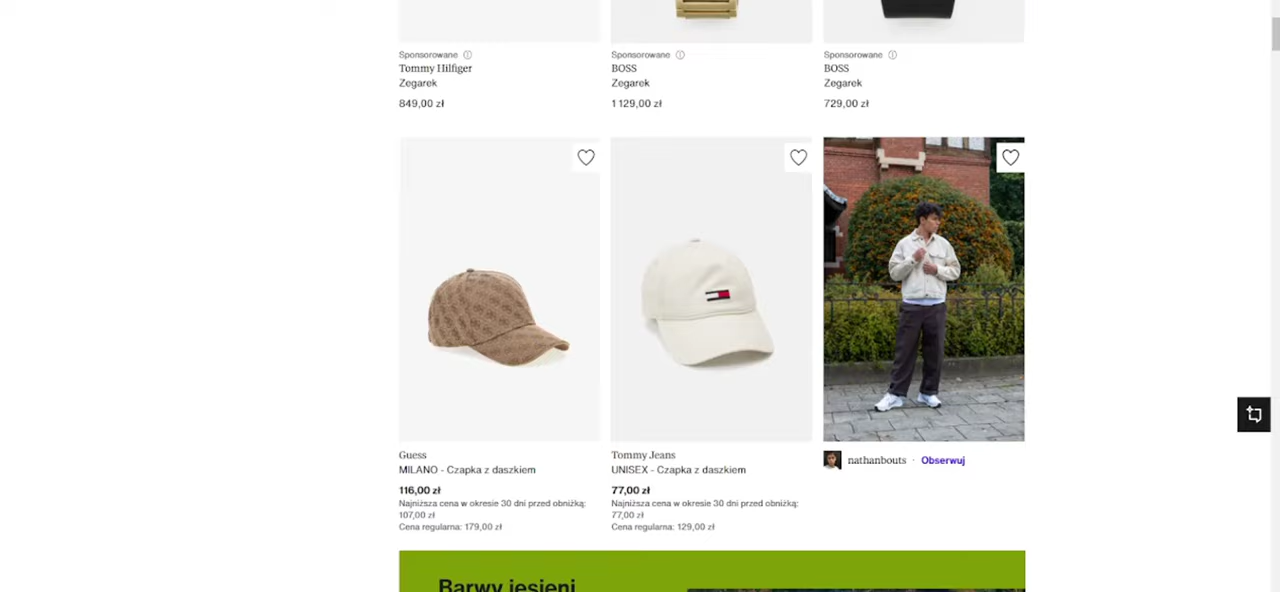 Sponsorowane
Tommy Hilfiger
Zegarek
849,00 zł
Sponsorowane
BOSS
Zegarek
1 129,00 zł
Sponsorowane
BOSS
Zegarek
729,00 zł
Guess
MILANO - Czapka z daszkiem
116,00 zł
Najniższa cena w okresie 30 dni przed obniżką:
107,00 zł
Cena regularna: 179,00 zł
Tommy Jeans
UNISEX - Czapka z daszkiem
77,00 zł
Najniższa cena w okresie 30 dni przed obniżką:
77,00 zł
Cena regularna: 129,00 zł
nathanbouts · Obserwuj
Barwy jesieni